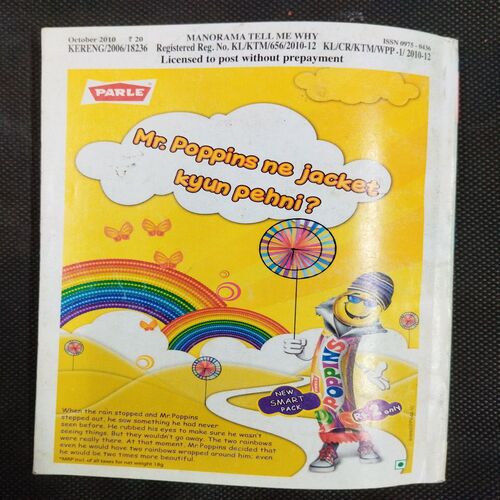 October 2010 ₹ 20
MANORAMA TELL ME WHY
ISSN 0975 - 0436
KERENG/2006/18236 Registered Reg. No. KL/KTM/656/2010-12 KL/CR/KTM/WPP -1/ 2010-12
Licensed to post without prepayment
PARLE
Mr. Poppins ne jacket
kyun pehni?
POPPINS
NEW
SMART
PACK
only
When the rain stopped and Mr.Poppins
stepped out, he saw something he had never
seen before. He rubbed his eyes to make sure he wasn't
seeing things. But they wouldn't go away. The two rainbows
were really there. At that moment, Mr.Poppins decided that
even he would have two rainbows wrapped around him, even
he would be two times more beautiful.
*MRP incl. of all taxes for net weight 18g